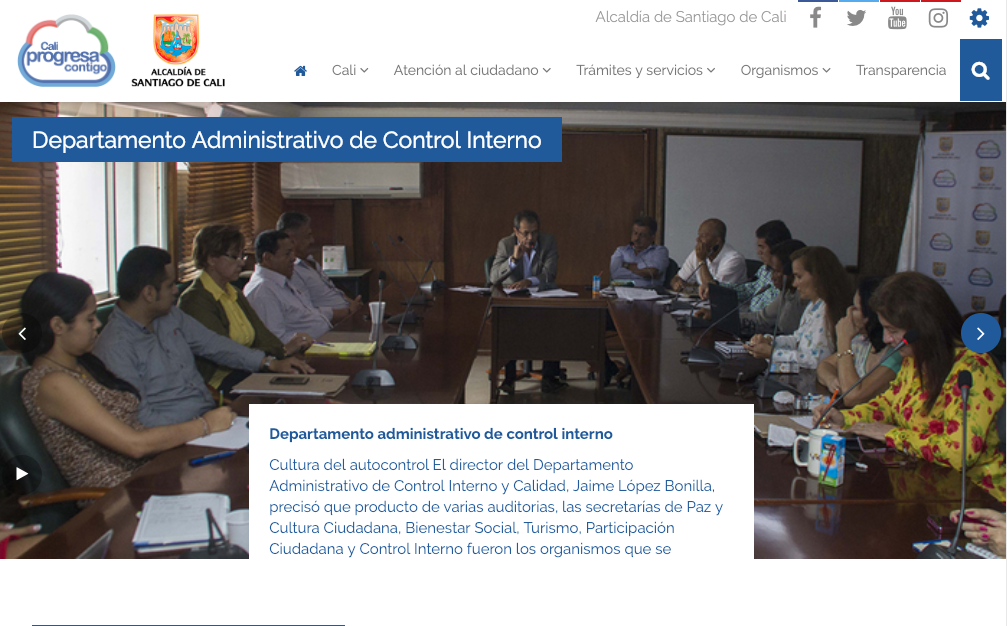 Cali
progresa
contigo
ALCALDÍA DE
SANTIAGO DE CALI
Alcaldía de Santiago de Cali
You
Tube
Cali
Atención al ciudadano
Trámites y servicios
Organismos
Transparencia
Departamento Administrativo de Control Interno
Departamento administrativo de control interno
Cultura del autocontrol El director del Departamento
Administrativo de Control Interno y Calidad, Jaime López Bonilla,
precisó que producto de varias auditorias, las secretarias de Paz y
Cultura Ciudadana, Bienestar Social, Turismo, Participación
Ciudadana y Control Interno fueron los organismos que se